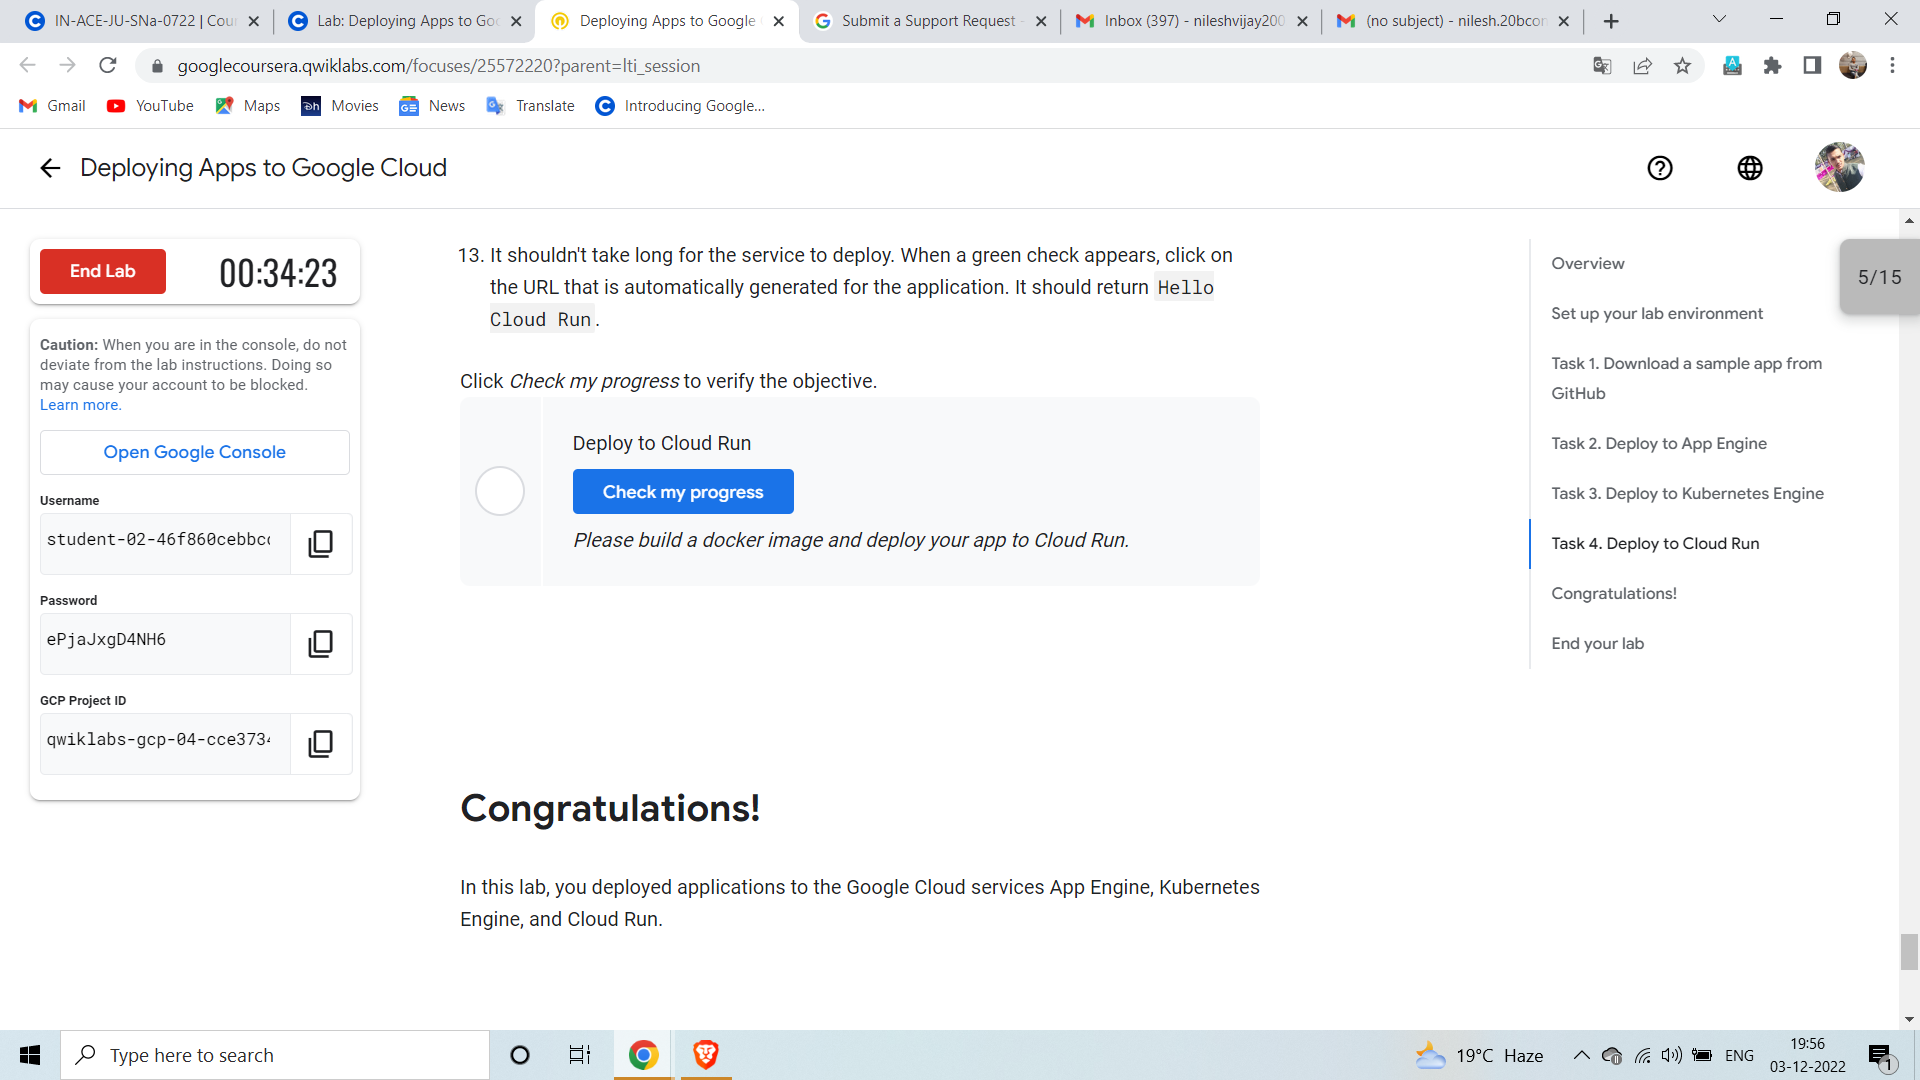 IN-ACE-JU-SNa-0722 | Cour
Lab: Deploying Apps to Goo
Deploying Apps to Google
Submit a Support Request -
Inbox (397) - nileshvijay200
(no subject) - nilesh.20bcon
googlecoursera.qwiklabs.com/focuses/25572220?parent=lti_session
Gmail
YouTube
Maps
Movies
News
Translate
Introducing Google...
Deploying Apps to Google Cloud
End Lab
00:34:23
Caution: When you are in the console, do not
deviate from the lab instructions. Doing so
may cause your account to be blocked.
Learn more.
Open Google Console
Username
student-02-46f860cebbc
Password
ePjaJxgD4NH6
GCP Project ID
qwiklabs-gcp-04-cce373
13. It shouldn't take long for the service to deploy. When a green check appears, click on
the URL that is automatically generated for the application. It should return Hello
Cloud Run.
Click Check my progress to verify the objective.
Deploy to Cloud Run
Check my progress
Please build a docker image and deploy your app to Cloud Run.
Congratulations!
In this lab, you deployed applications to the Google Cloud services App Engine, Kubernetes
Engine, and Cloud Run.
Overview
Set up your lab environment
Task 1. Download a sample app from
GitHub
Task 2. Deploy to App Engine
Task 3. Deploy to Kubernetes Engine
Task 4. Deploy to Cloud Run
Congratulations!
End your lab
5/15
Type here to search
19°C Haze
ENG
19:56
03-12-2022
1